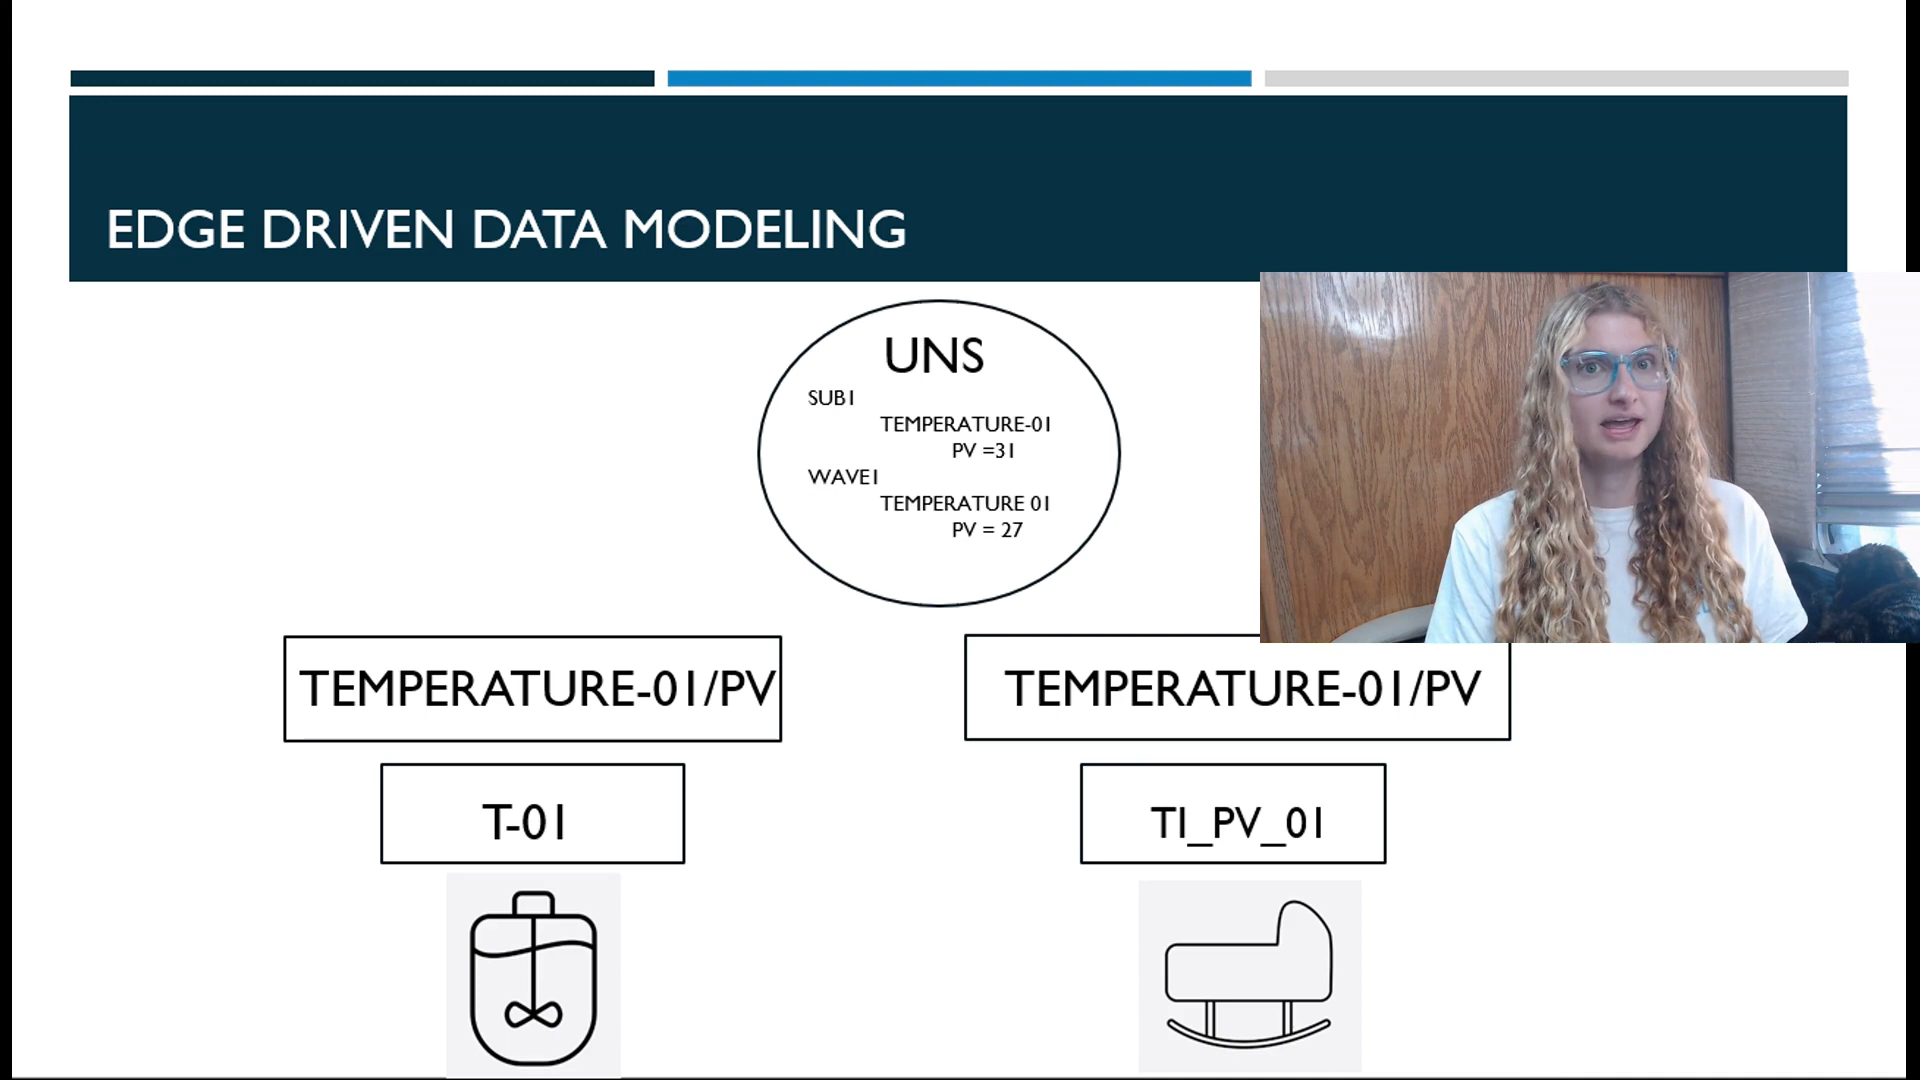 EDGE DRIVEN DATA MODELING
UNS
SUB1
TEMPERATURE-01
PV =31
WAVE1
TEMPERATURE 01
PV = 27
TEMPERATURE-01/PV
TEMPERATURE-01/PV
T-01
TI_PV_01